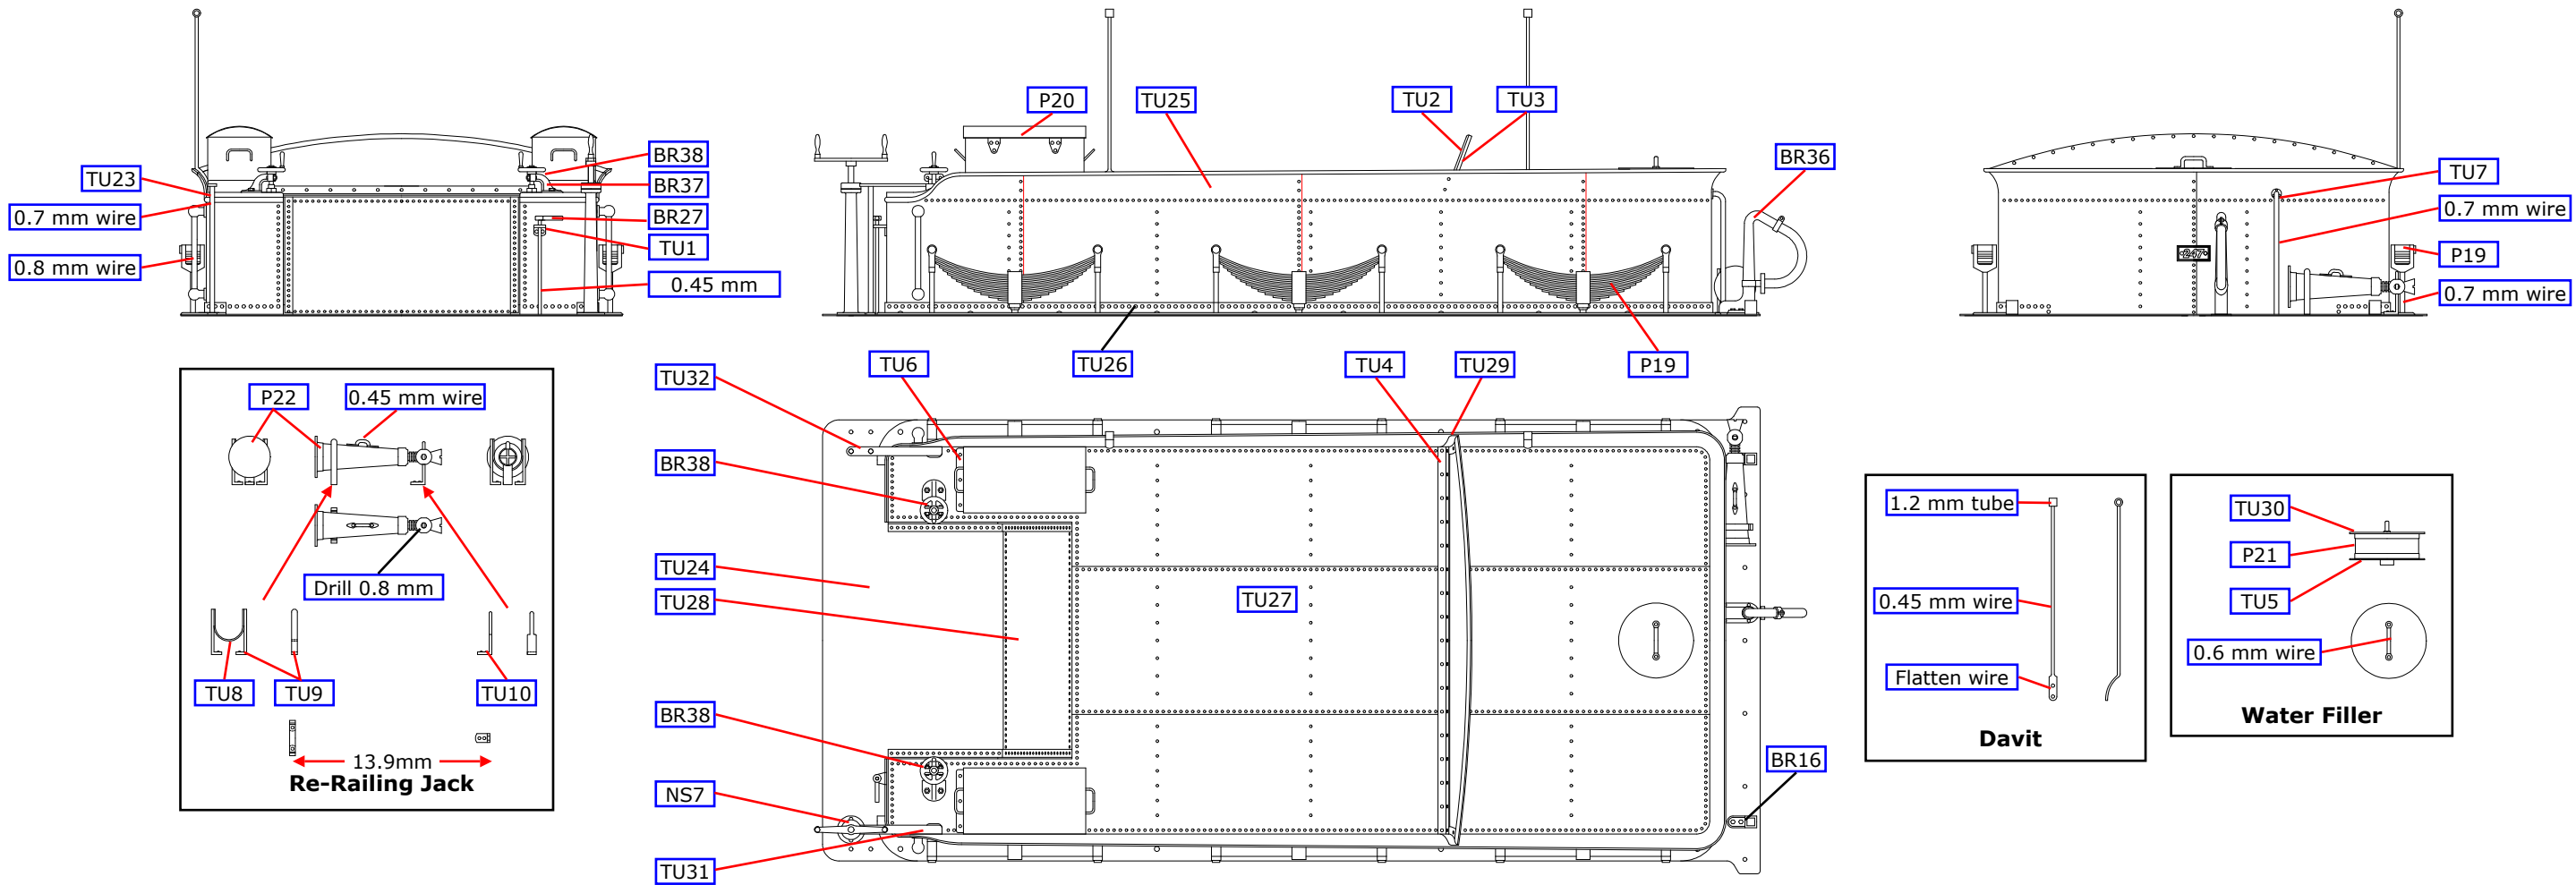 TU23
0.7 mm wire
0.8 mm wire
BR38
BR37
BR27
TU1
0.45 mm
P20
TU25
TU2
TU3
BR36
TU26
P19
TU7
0.7 mm wire
P19
0.7 mm wire
247
P22
0.45 mm wire
Drill 0.8 mm
TU8
TU9
TU10
13.9mm
Re-Railing Jack
TU32
TU6
TU4
TU29
BR38
TU24
TU28
TU27
BR38
NS7
TU31
BR16
1.2 mm tube
0.45 mm wire
Flatten wire
Davit
TU30
P21
TU5
0.6 mm wire
Water Filler